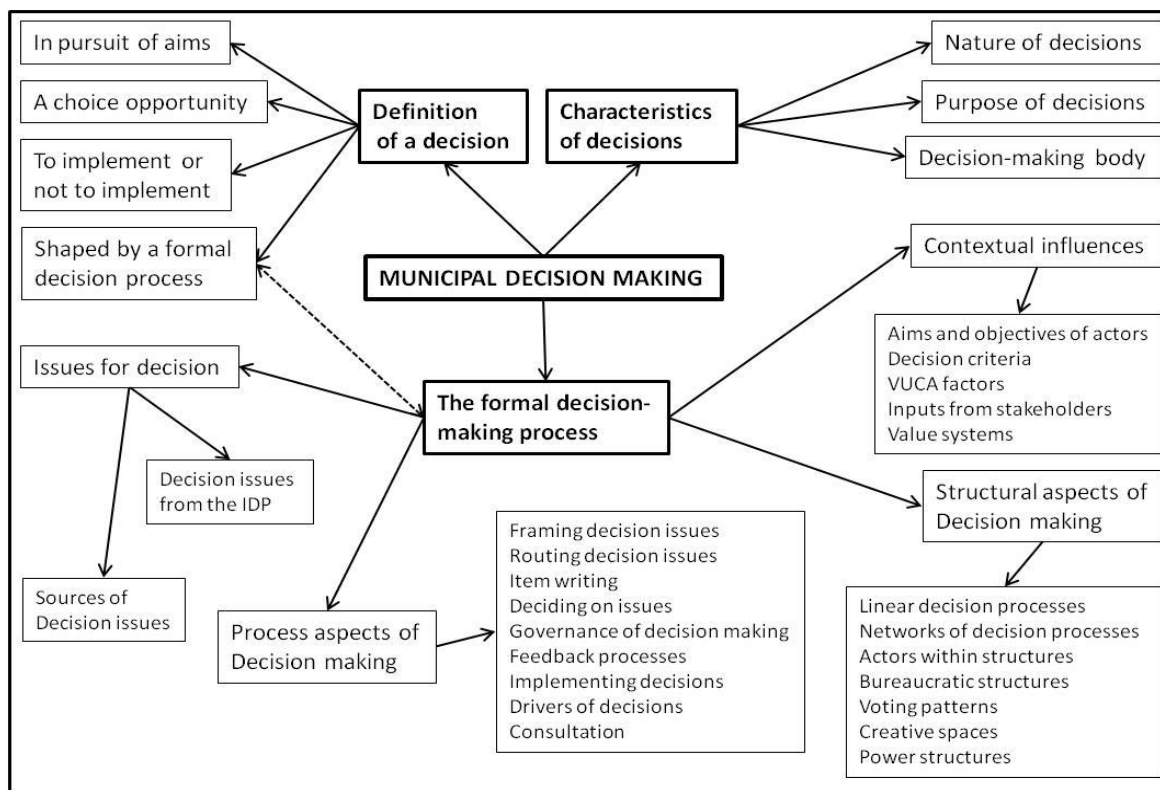 In pursuit of aims
A choice opportunity
To implement or
not to implement
Shaped by a formal
decision process
Definition
of a decision
Characteristics
of decisions
Nature of decisions
Purpose of decisions
Decision-making body
MUNICIPAL DECISION MAKING
Contextual influences
Aims and objectives of actors
Decision criteria
VUCA factors
Inputs from stakeholders
Value systems
Issues for decision
The formal decision-
making process
Decision issues
from the IDP
Sources of
Decision issues
Process aspects of
Decision making
Framing decision issues
Routing decision issues
Item writing
Deciding on issues
Governance of decision making
Feedback processes
Implementing decisions
Drivers of decisions
Consultation
Structural aspects of
Decision making
Linear decision processes
Networks of decision processes
Actors within structures
Bureaucratic structures
Voting patterns
Creative spaces
Power structures